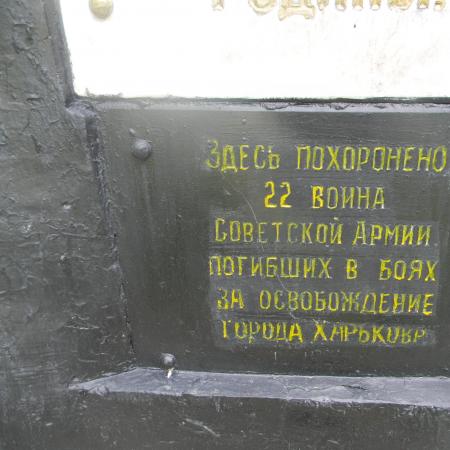 ЗДЕСЬ ПОХОРОНЕНО
22 ВОИНА
СОВЕТСКОЙ АРМИИ
ПОГИБШИХ В БОЯХ
ЗА ОСВОБОЖДЕНИЕ
ГОРОДА ХАРЬКОВА